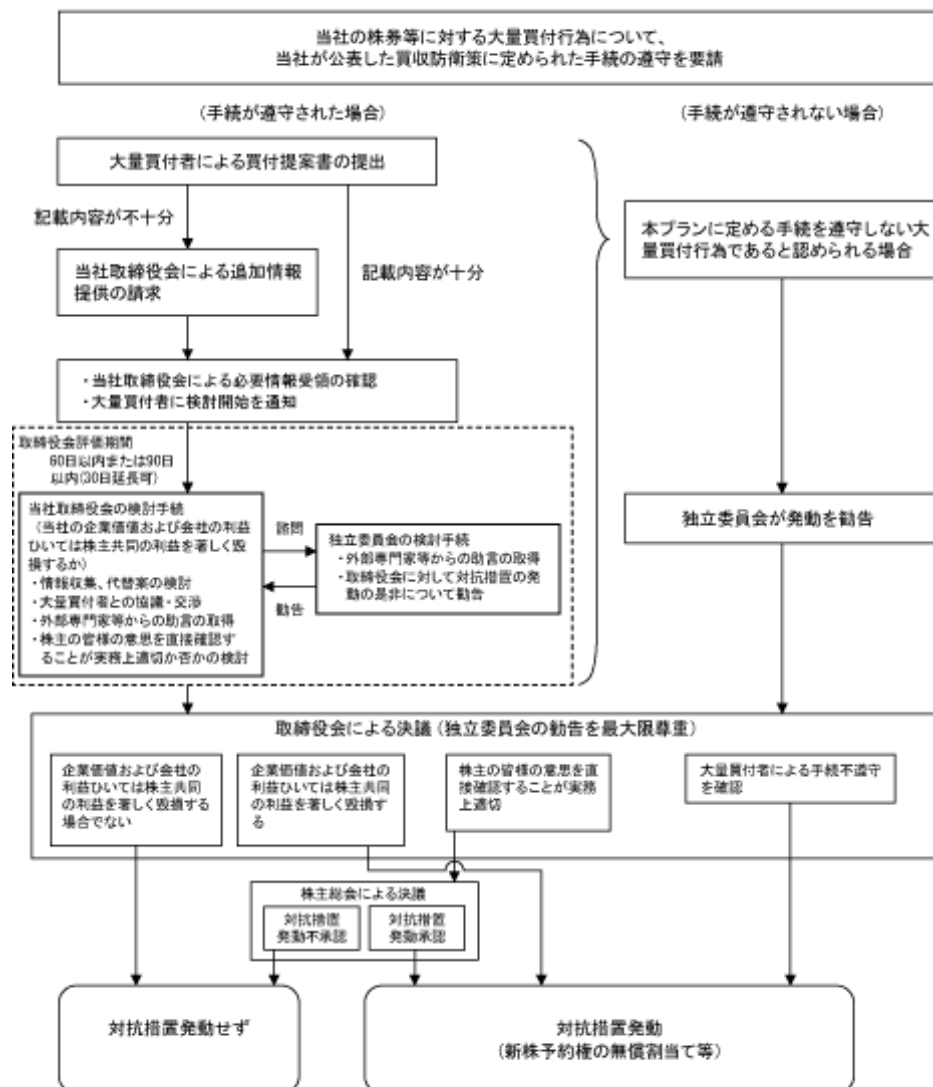 当社の株券等に対する大量買付行為について、
当社が公表した買収防衛策に定められた手続の遵守を要請
(手続が遵守された場合)
(手続が遵守されない場合)
大量買付者による買付提案書の提出
記載内容が不十分
記載内容が十分
当社取締役会による追加情報
提供の請求
・当社取締役会による必要情報受領の確認
・大量買付者に検討開始を通知
本プランに定める手続を遵守しない大
量買付行為であると認められる場合
取締役会評価期間
60日以内または90日
以内(30日延長可)
当社取締役会の検討手続
(当社の企業価値および会社の利益
ひいては株主共同の利益を著しく毀
損するか)
・情報収集、代替案の検討
・大量買付者との協議・交渉
・外部専門家等からの助言の取得
・株主の皆様の意思を直接確認す
ることが実務上適切か否かの検討
諮問
勧告
独立委員会の検討手続
・外部専門家等からの助言の取得
・取締役会に対して対抗措置の発
動の是非について勧告
独立委員会が発動を勧告
取締役会による決議(独立委員会の勧告を最大限尊重)
企業価値および会社の
利益ひいては株主共同
の利益を著しく毀損する
場合でない
企業価値および会社の
利益ひいては株主共同
の利益を著しく毀損す
る
株主の皆様の意思を直
接確認することが実務
上適切
大量買付者による手続不遵守
を確認
株主総会による決議
対抗措置
発動不承認
対抗措置
発動承認
対抗措置発動せず
対抗措置発動
(新株予約権の無償割当て等)